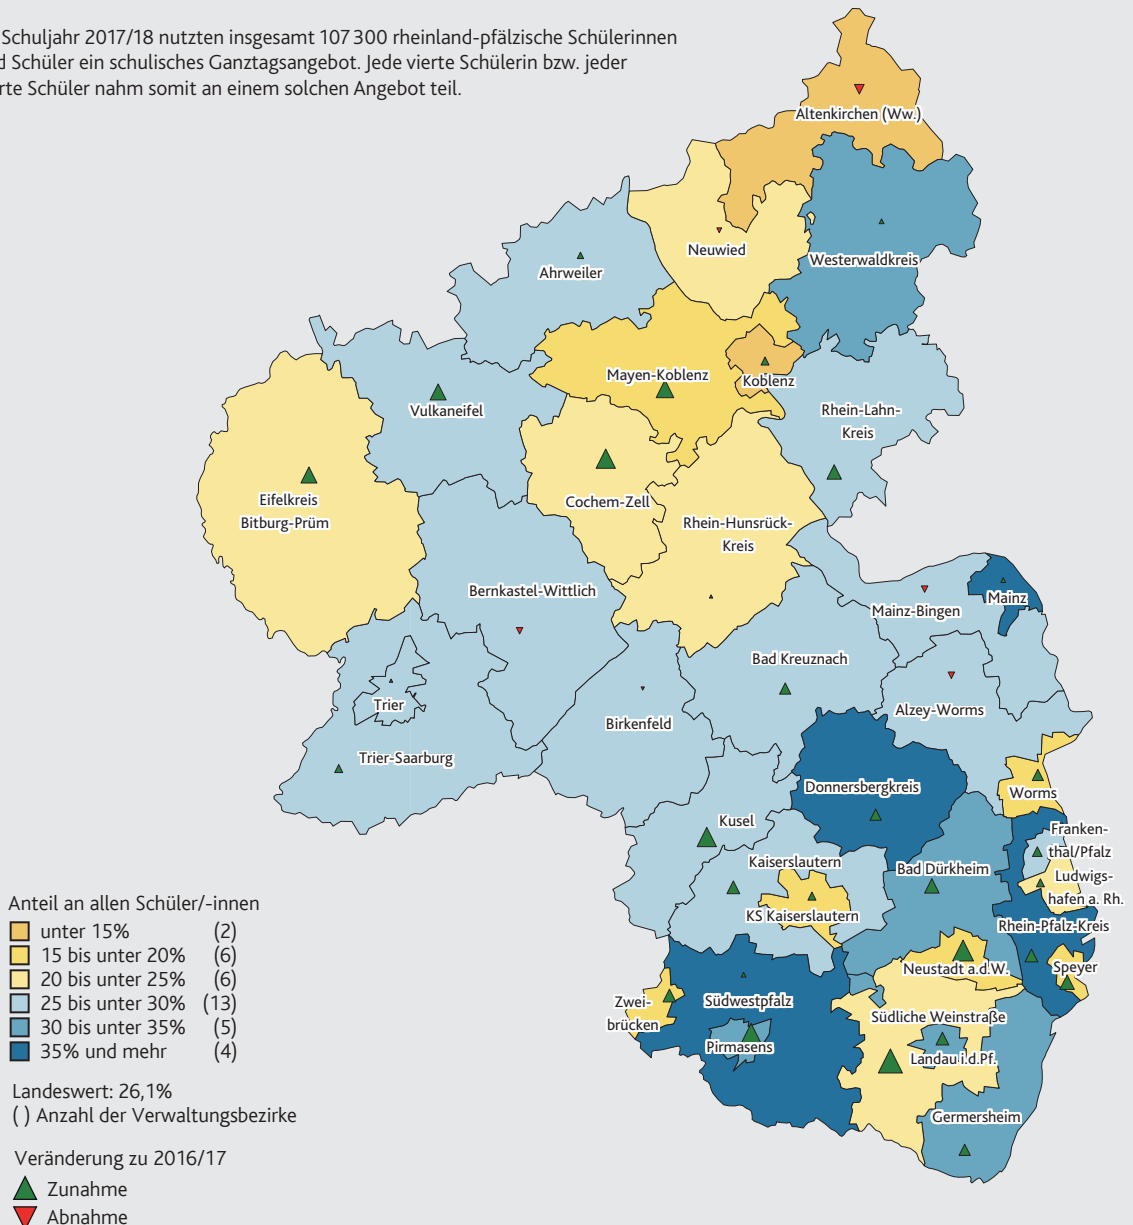 Schuljahr 2017/18 nutzten insgesamt 107 300 rheinland-pfälzische Schülerinnen
Schüler ein schulisches Ganztagsangebot. Jede vierte Schülerin bzw. jeder
rte Schüler nahm somit an einem solchen Angebot teil.
Altenkirchen (Ww.)
Neuwied
Westerwaldkreis
Ahrweiler
Mayen-Koblenz
Koblenz
Vulkaneifel
Rhein-Lahn-
Kreis
Eifelkreis
Bitburg-Prüm
Cochem-Zell
Rhein-Hunsrück-
Kreis
Bernkastel-Wittlich
Mainz-Bingen
Mainz
Bad Kreuznach
Trier
Birkenfeld
Alzey-Worms
Trier-Saarburg
Donnersbergkreis
Worms
Kusel
Franken-
thal/Pfalz
Kaiserslautern
Bad Dürkheim
Ludwigs-
hafen a. Rh.
KS Kaiserslautern
Rhein-Pfalz-Kreis
Neustadt a.d.W.
Speyer
Zwei-
brücken
Südwestpfalz
Südliche Weinstraße
Pirmasens
Landau i.d.Pf.
Germersheim
Anteil an allen Schüler/-innen
unter 15% (2)
15 bis unter 20% (6)
20 bis unter 25% (6)
25 bis unter 30% (13)
30 bis unter 35% (5)
35% und mehr (4)
Landeswert: 26,1%
( ) Anzahl der Verwaltungsbezirke
Veränderung zu 2016/17
Zunahme
Abnahme